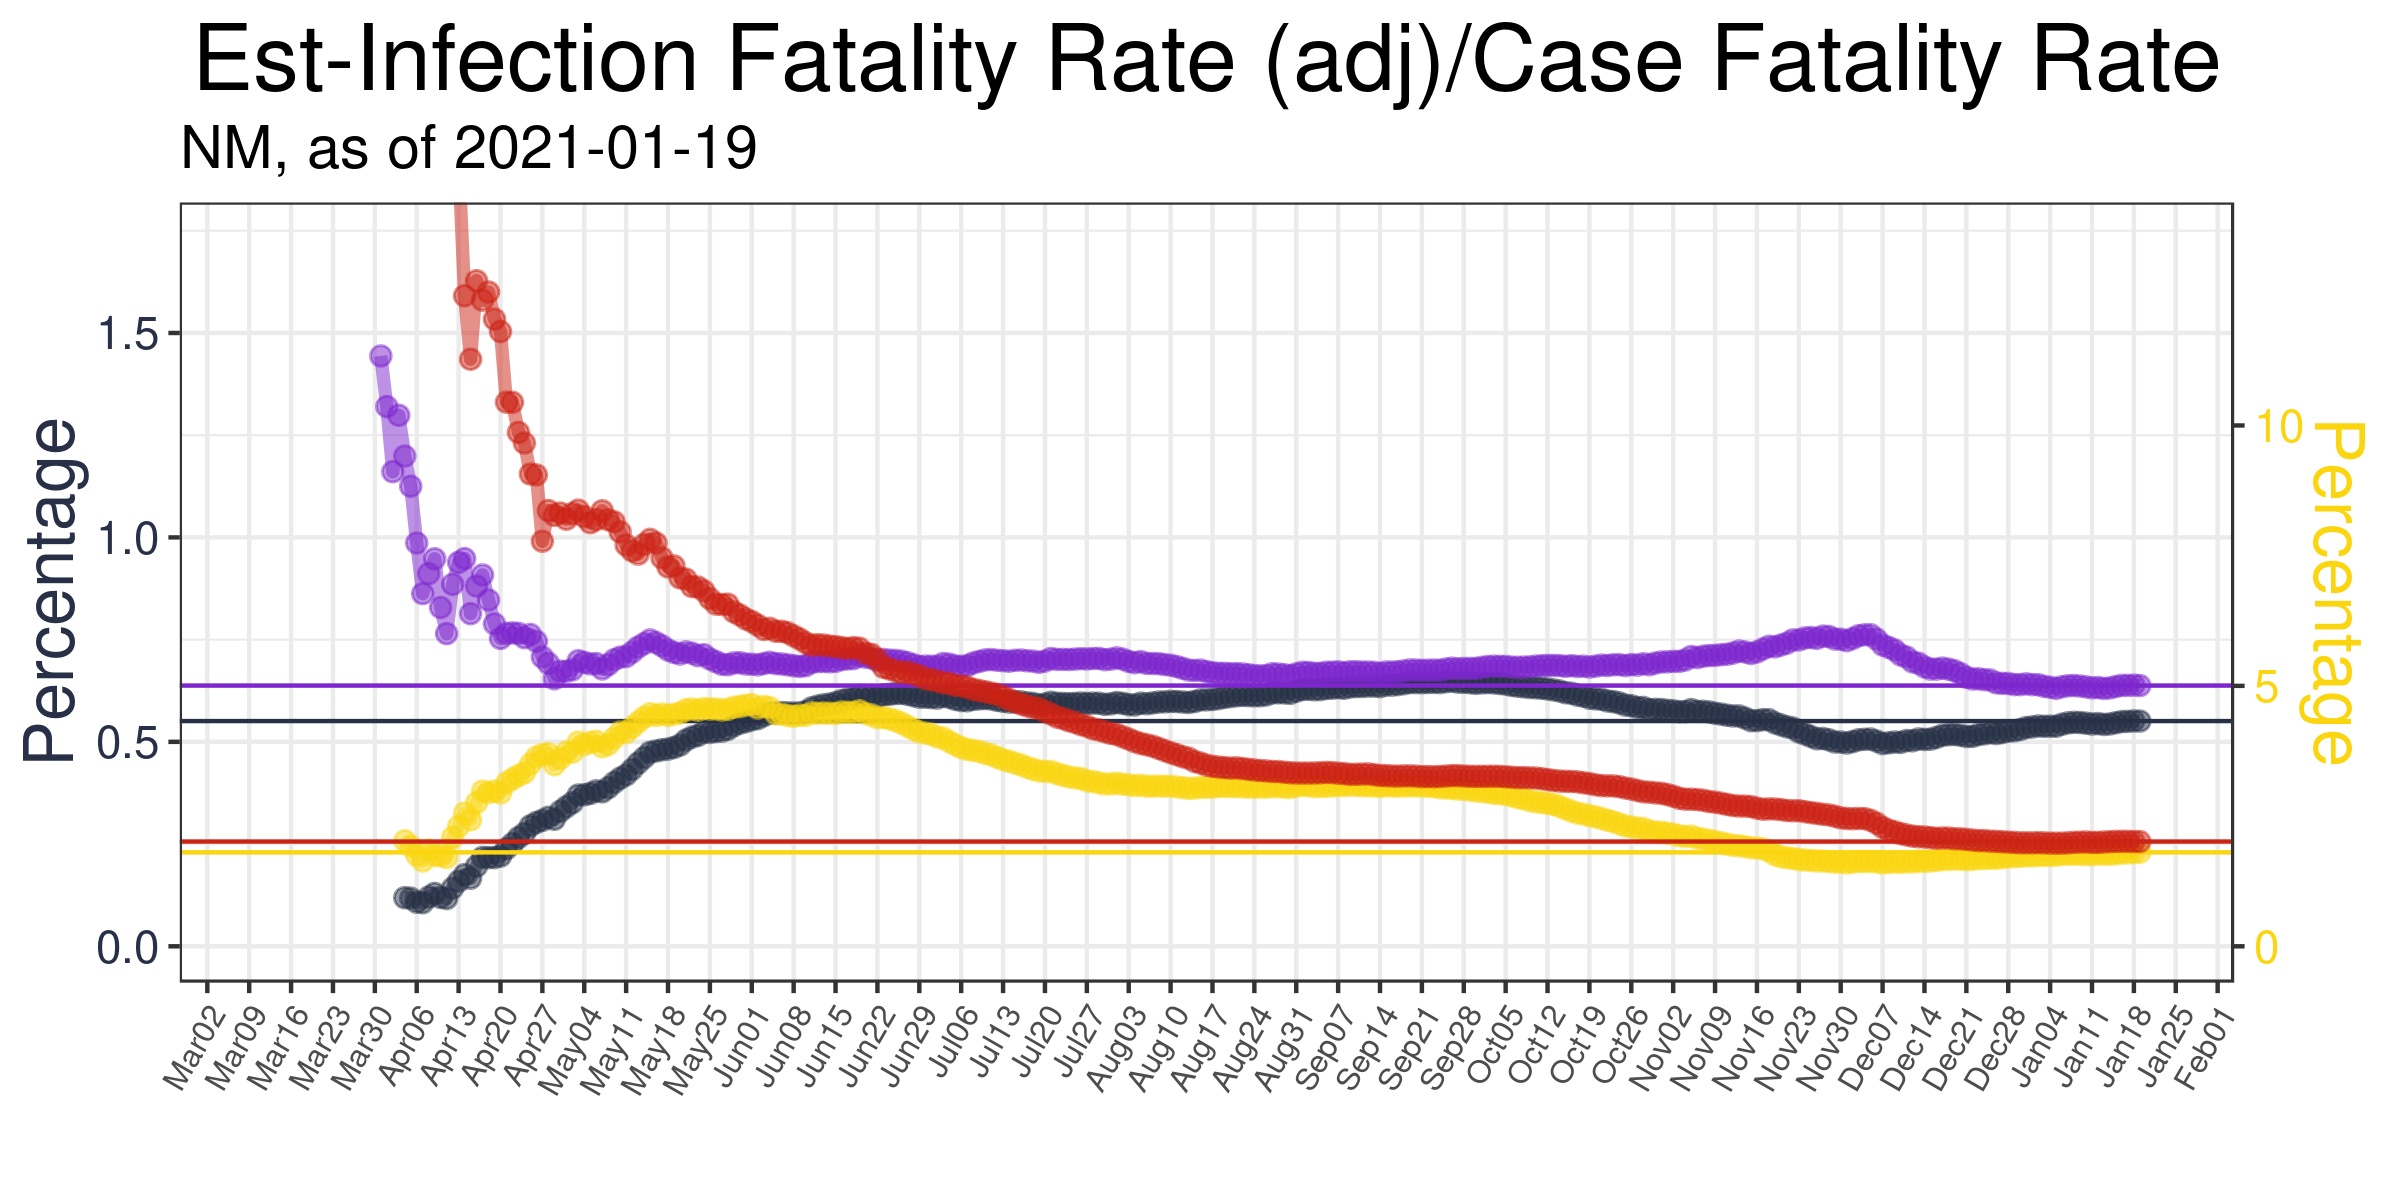 Est-Infection Fatality Rate (adj)/Case Fatality Rate
NM, as of 2021-01-19
Percentage
1.5
1.0
0.5
0.0
10
5
0
Percentage
Mar02
Mar09
Mar16
Mar23
Mar30
Apr06
Apr13
Apr20
Apr27
May04
May11
May18
May25
Jun01
Jun08
Jun15
Jun22
Jun29
Jul06
Jul13
Jul20
Jul27
Aug03
Aug10
Aug17
Aug24
Aug31
Sep07
Sep14
Sep21
Sep28
Oct05
Oct12
Oct19
Oct26
Nov02
Nov09
Nov16
Nov23
Nov30
Dec07
Dec14
Dec21
Dec28
Jan04
Jan11
Jan18
Jan25
Feb01